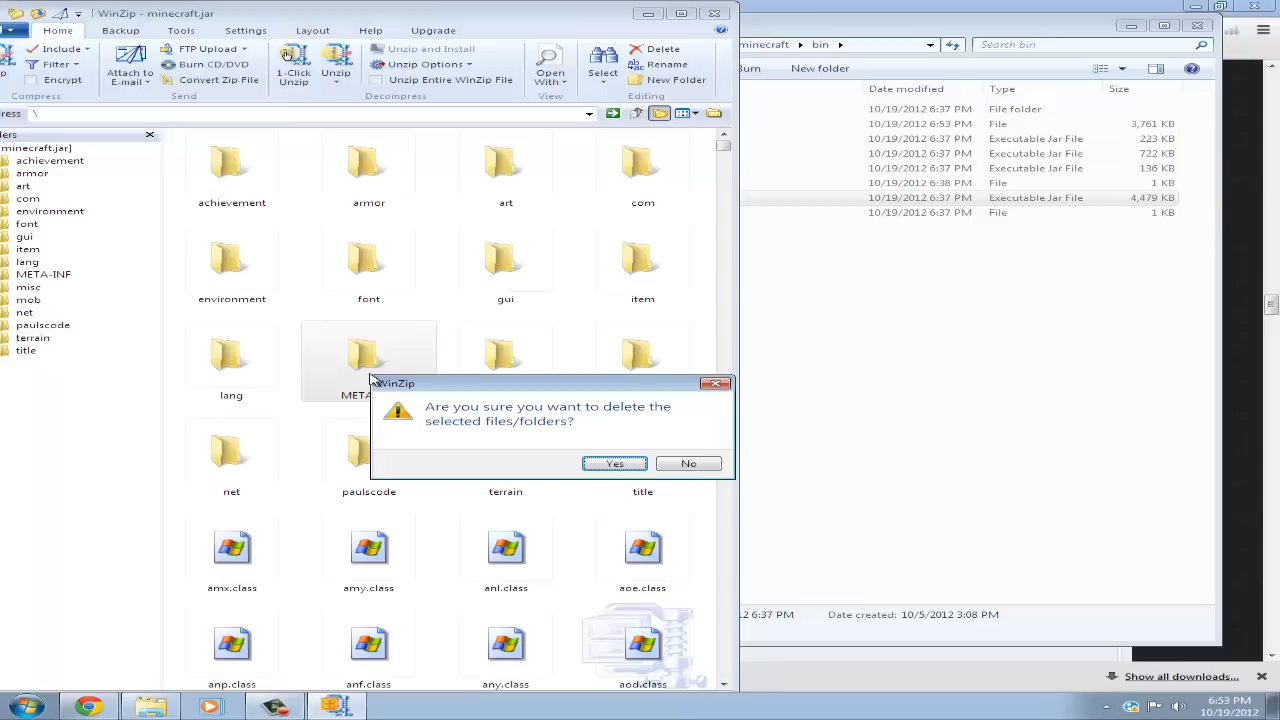 WinZip - minecraft.jar
Home Backup Tools Settings Layout Help Upgrade
Include FTP Upload Unzip and Install Delete
Filter Burn CD/DVD Unzip Options Rename
Encrypt Attach to E-mail Convert Zip File 1-Click Unzip Unzip Unzip Entire WinZip File Open With Select New Folder
Compress Send Decompress View Editing
ress: \
ders
minecraft.jar]
achievement
armor
art
com
environment
font
gui
item
lang
META-INF
misc
mob
net
paulscode
terrain
title
achievement armor art com
environment font gui item
lang META
WinZip
Are you sure you want to delete the
selected files/folders?
Yes No
net paulscode terrain title
amx.class amy.class anl.class aoe.class
anp.class anf.class any.class aod.class
minecraft bin Search bin
Burn New folder
Date modified Type Size
10/19/2012 6:37 PM File folder
10/19/2012 6:53 PM File 3,761 KB
10/19/2012 6:37 PM Executable Jar File 223 KB
10/19/2012 6:37 PM Executable Jar File 722 KB
10/19/2012 6:37 PM Executable Jar File 136 KB
10/19/2012 6:38 PM File 1 KB
10/19/2012 6:37 PM Executable Jar File 4,479 KB
10/19/2012 6:37 PM File 1 KB
2 6:37 PM Date created: 10/5/2012 3:08 PM
Show all downloads...
6:53 PM
10/19/2012